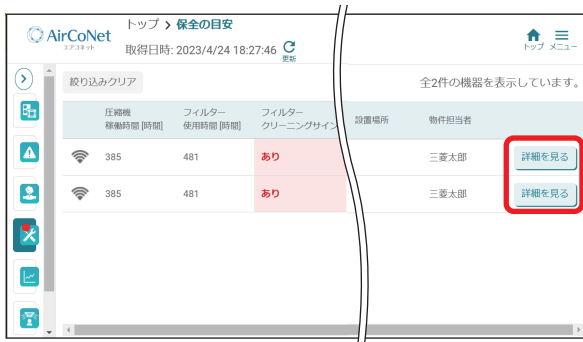 AirCoNet
エアコネット
トップ > 保全の目安
取得日時: 2023/4/24 18:27:46
更新
トップ メニュー
絞り込みクリア
全2件の機器を表示しています。
圧縮機
稼働時間 [時間]
フィルター
使用時間 [時間]
フィルター
クリーニングサイン
設置場所
物件担当者
385 481 あり 三菱太郎 詳細を見る
385 481 あり 三菱太郎 詳細を見る